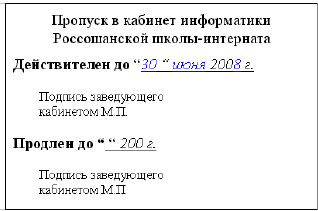 Пропуск в кабинет информатики
Россошанской школы-интерната
Действителен до “30 “ июня 2008 г.
Подпись заведующего
кабинетом М.П.
Продлен до “ “ 200 г.
Подпись заведующего
кабинетом М.П